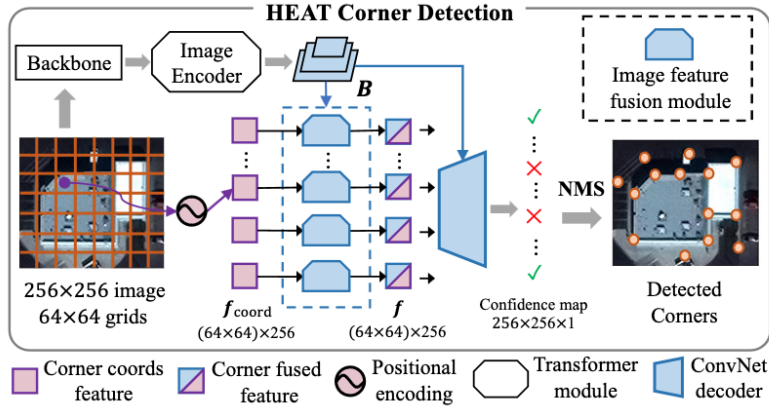 HEAT Corner Detection
Backbone
Image
Encoder
B
Image feature
fusion module
NMS
256×256 image
64×64 grids
f_coord
(64×64)×256
f
(64×64)×256
Confidence map
256×256×1
Detected
Corners
Corner coords
feature
Corner fused
feature
Positional
encoding
Transformer
module
ConvNet
decoder